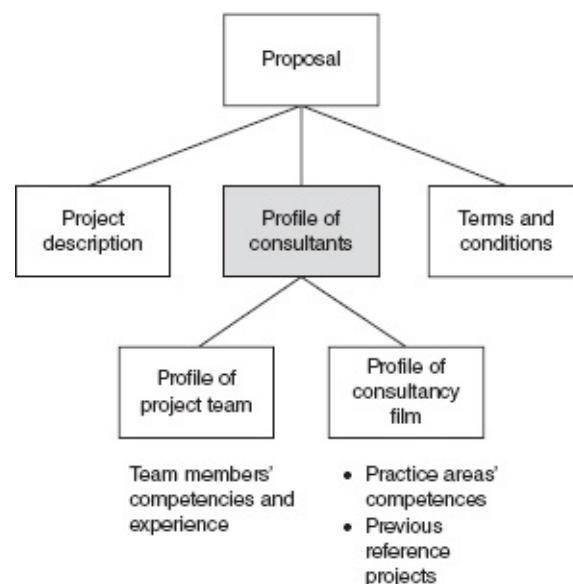 Proposal
Project
description
Profile of
consultants
Terms and
conditions
Profile of
project team
Profile of
consultancy
film
Team members’
competencies and
experience
• Practice areas’
competences
• Previous
reference
projects